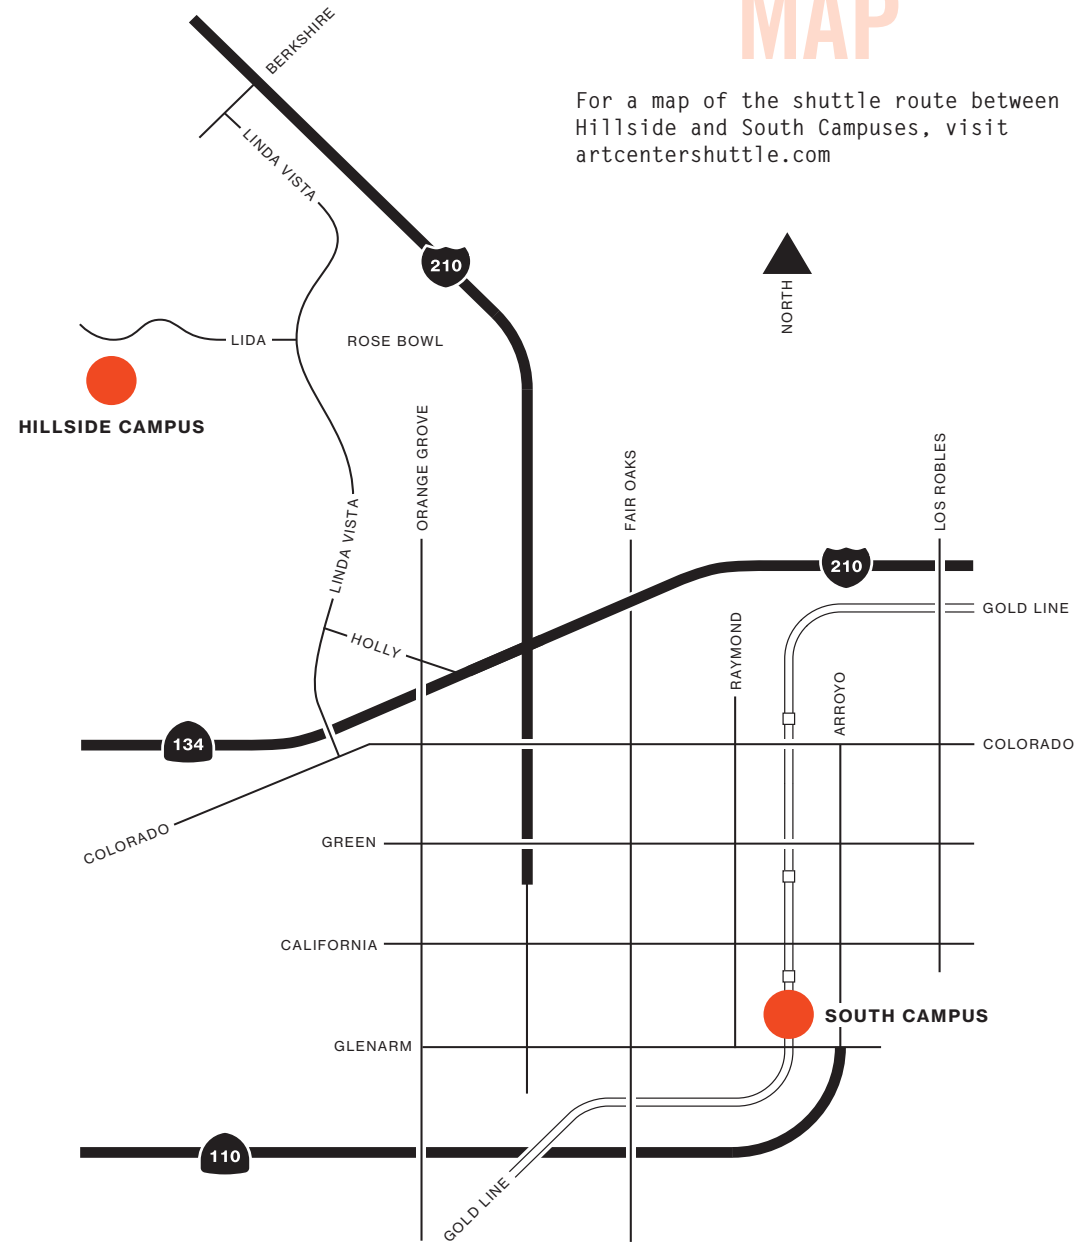 MAP
For a map of the shuttle route between
Hillside and South Campuses, visit
artcentershuttle.com
BERKSHIRE
LINDA VISTA
210
NORTH
LIDA
ROSE BOWL
HILLSIDE CAMPUS
ORANGE GROVE
FAIR OAKS
LOS ROBLES
LINDA VISTA
210
GOLD LINE
HOLLY
RAYMOND
ARROYO
134
COLORADO
COLORADO
GREEN
CALIFORNIA
SOUTH CAMPUS
GLENARM
110
GOLD LINE